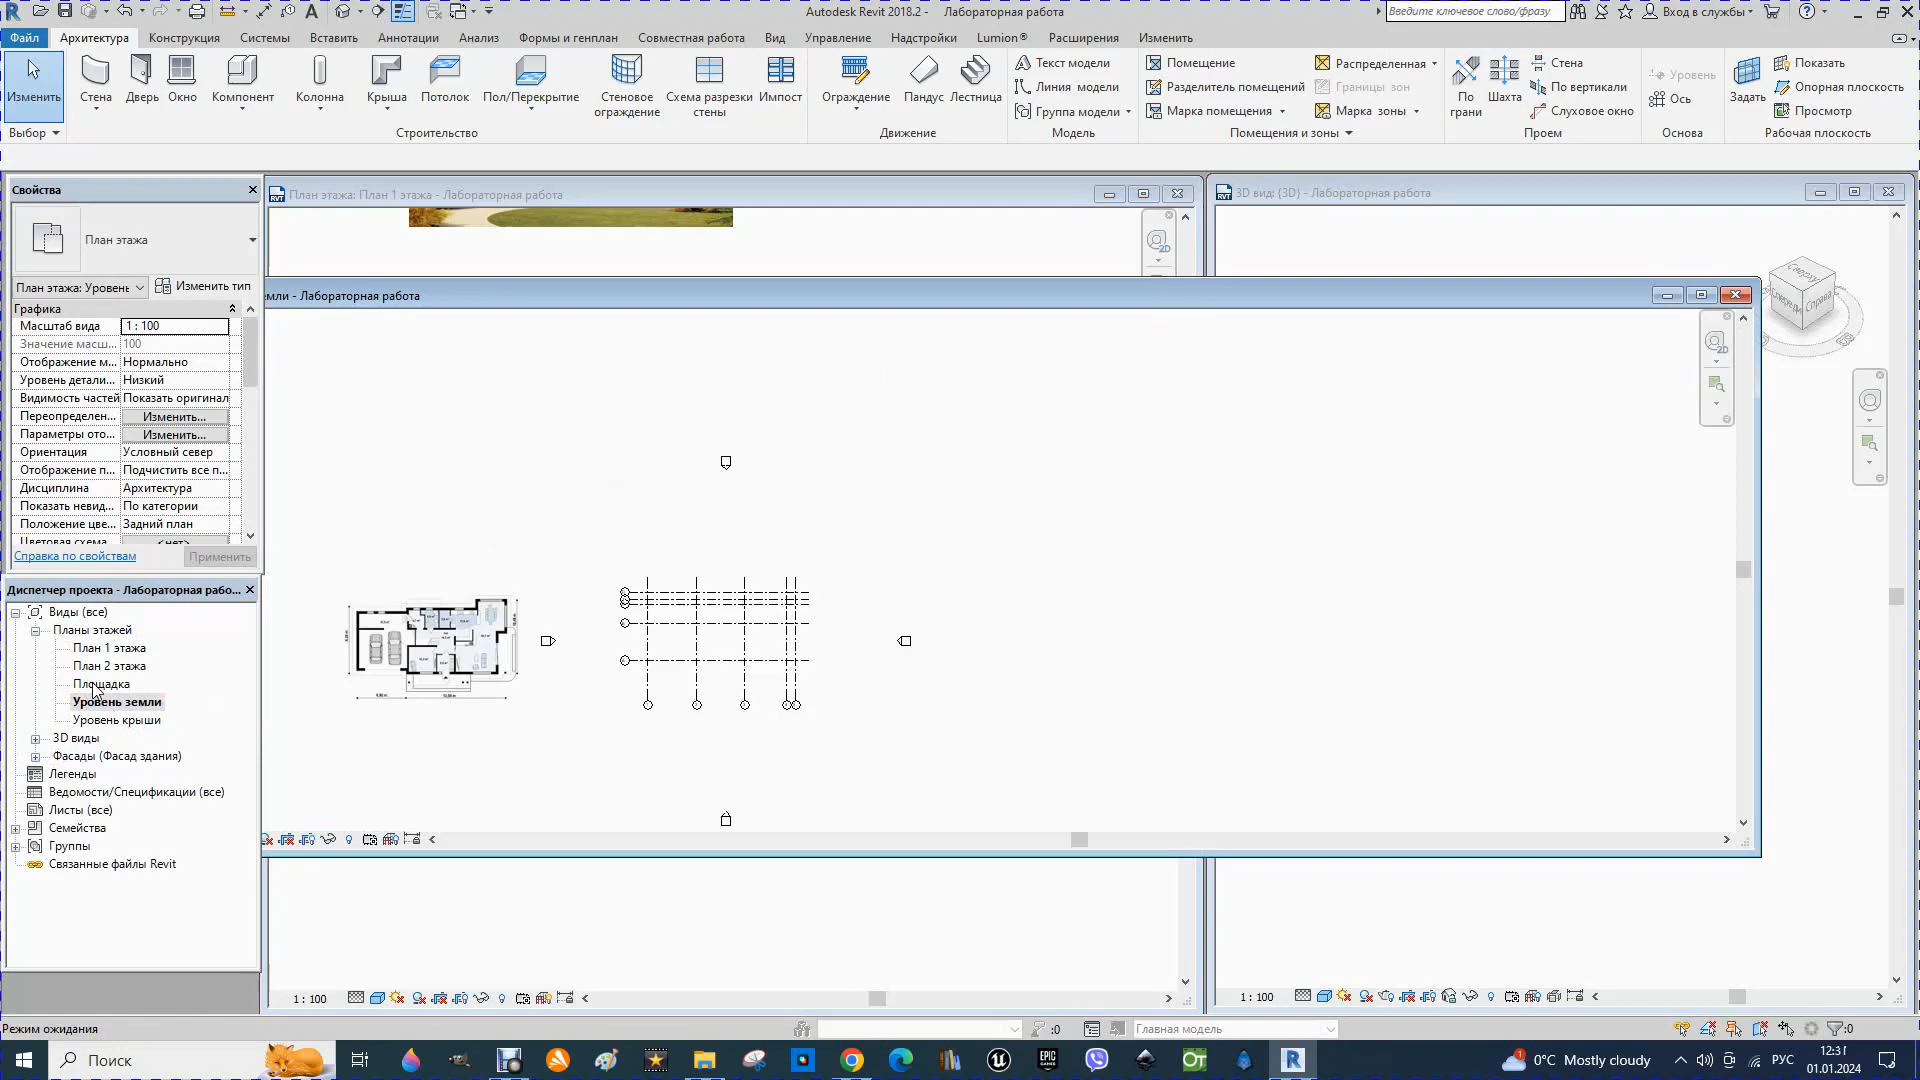 Autodesk Revit 2018.2 - Лабораторная работа
Введите ключевое слово/фразу
Вход в службы
Файл Архитектура Конструкция Системы Вставить Аннотации Анализ Формы и генплан Совместная работа Вид Управление Надстройки Lumion® Расширения Изменить
Изменить
Стена
Дверь
Окно
Компонент
Колонна
Крыша
Потолок
Пол/Перекрытие
Стеновое
ограждение
Схема разрезки
стены
Импост
Ограждение
Пандус
Лестница
Текст модели
Линия модели
Группа модели
Помещение
Разделитель помещений
Марка помещения
Распределенная
Границы зон
Марка зоны
По
грани
Шахта
Стена
По вертикали
Слуховое окно
Уровень
Ось
Задать
Показать
Опорная плоскость
Просмотр
Выбор
Строительство
Движение
Модель
Помещения и зоны
Проем
Основа
Рабочая плоскость
Свойства
План этажа
План этажа: Уровень
Изменить тип
Графика
Масштаб вида 1 : 100
Значение масш... 100
Отображение м... Нормально
Уровень детали... Низкий
Видимость частей Показать оригинал
Переопределен... Изменить...
Параметры ото... Изменить...
Ориентация Условный север
Отображение п... Подчистить все п...
Дисциплина Архитектура
Показать невид... По категории
Положение цве... Задний план
Цветовая схема <нет>
Справка по свойствам
Применить
Диспетчер проекта - Лабораторная рабо...
Виды (все)
Планы этажей
План 1 этажа
План 2 этажа
Площадка
Уровень земли
Уровень крыши
3D виды
Фасады (Фасад здания)
Легенды
Ведомости/Спецификации (все)
Листы (все)
Семейства
Группы
Связанные файлы Revit
План этажа: План 1 этажа - Лабораторная работа
2D
емли - Лабораторная работа
2D
3D вид: {3D} - Лабораторная работа
Сверху
Спереди
Справа
1 : 100
1 : 100
Режим ожидания
:0
Главная модель
:0
Поиск
0°C Mostly cloudy
РУС
12:31
01.01.2024